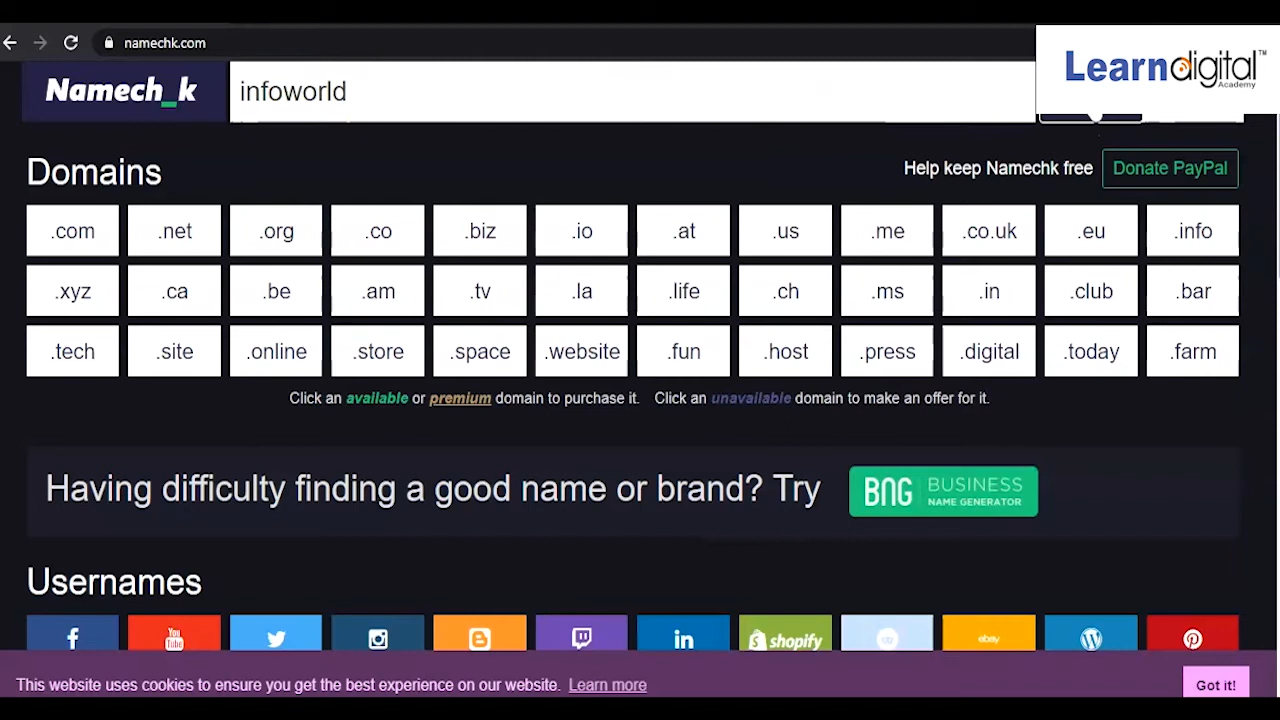 namechk.com
Learndigital™
Academy
Namech_k
infoworld
Domains
Help keep Namechk free
Donate PayPal
.com .net .org .co .biz .io .at .us .me .co.uk .eu .info
.xyz .ca .be .am .tv .la .life .ch .ms .in .club .bar
.tech .site .online .store .space .website .fun .host .press .digital .today .farm
Click an available or premium domain to purchase it. Click an unavailable domain to make an offer for it.
Having difficulty finding a good name or brand? Try
BNG BUSINESS
NAME GENERATOR
Usernames
f You Tube in shopify ebay
This website uses cookies to ensure you get the best experience on our website. Learn more
Got it!